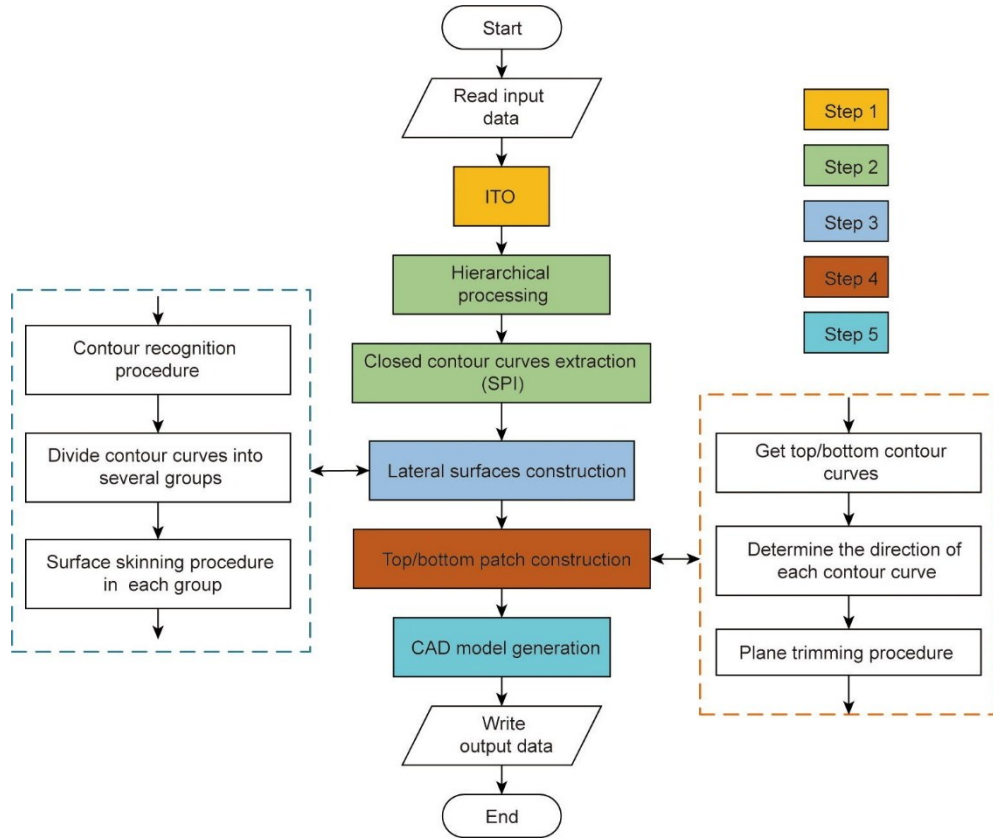 Start
Read input
data
ITO
Hierarchical
processing
Closed contour curves extraction
(SPI)
Lateral surfaces construction
Top/bottom patch construction
CAD model generation
Write
output data
End
Contour recognition
procedure
Divide contour curves into
several groups
Surface skinning procedure
in each group
Step 1
Step 2
Step 3
Step 4
Step 5
Get top/bottom contour
curves
Determine the direction of
each contour curve
Plane trimming procedure